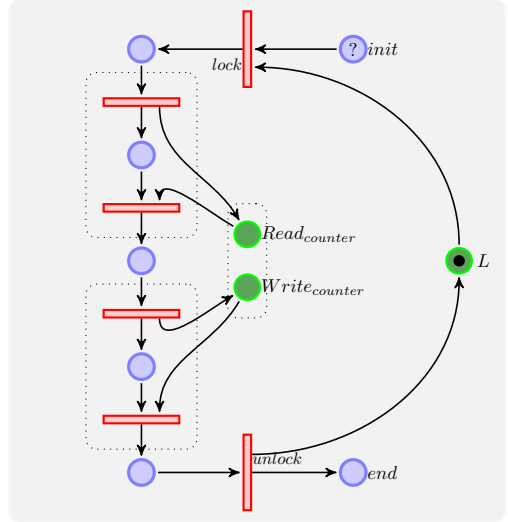 ? init
lock
Read_counter
L
Write_counter
unlock
end